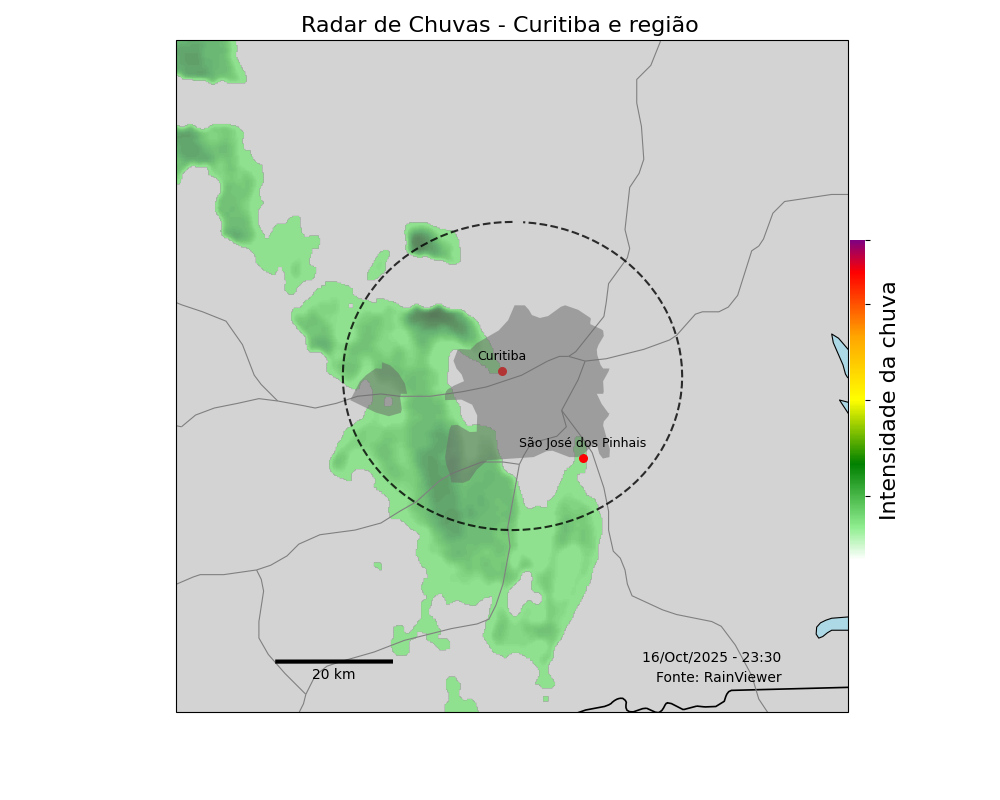 Radar de Chuvas - Curitiba e região
Curitiba
São José dos Pinhais
Intensidade da chuva
16/Oct/2025 - 23:30
Fonte: RainViewer
20 km